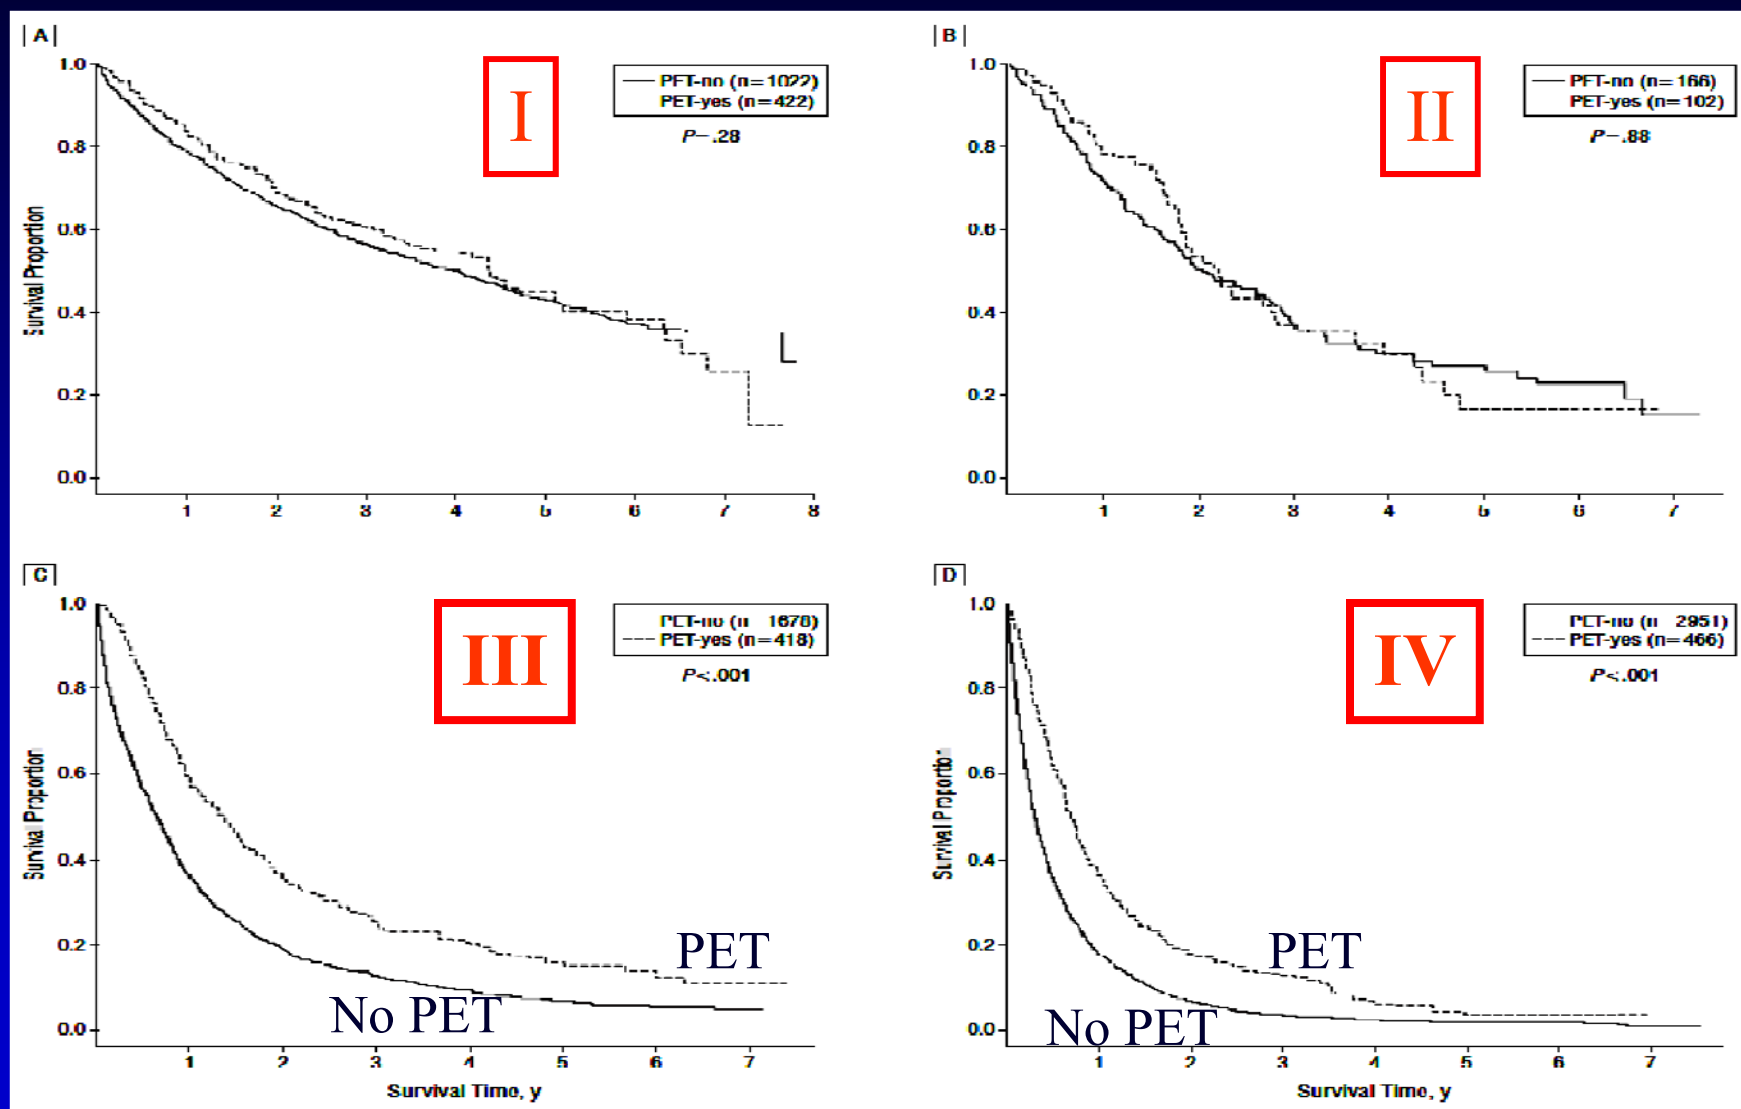 A
1.0
0.8
0.6
0.4
0.2
0.0
Survival Proportion
I
PET-no (n=1022)
PET-yes (n=422)
P=.28
1 2 3 4 5 6 7 8
B
1.0
0.8
0.6
0.4
0.2
0.0
II
PET-no (n=166)
PET-yes (n=102)
P=.88
1 2 3 4 5 6 7
C
1.0
0.8
0.6
0.4
0.2
0.0
Survival Proportion
III
PET-no (n=1678)
PET-yes (n=418)
P<.001
PET
No PET
1 2 3 4 5 6 7
Survival Time, y
D
1.0
0.8
0.6
0.4
0.2
0.0
Survival Proportion
IV
PET-no (n=2951)
PET-yes (n=466)
P<.001
PET
No PET
1 2 3 4 5 6 7
Survival Time, y